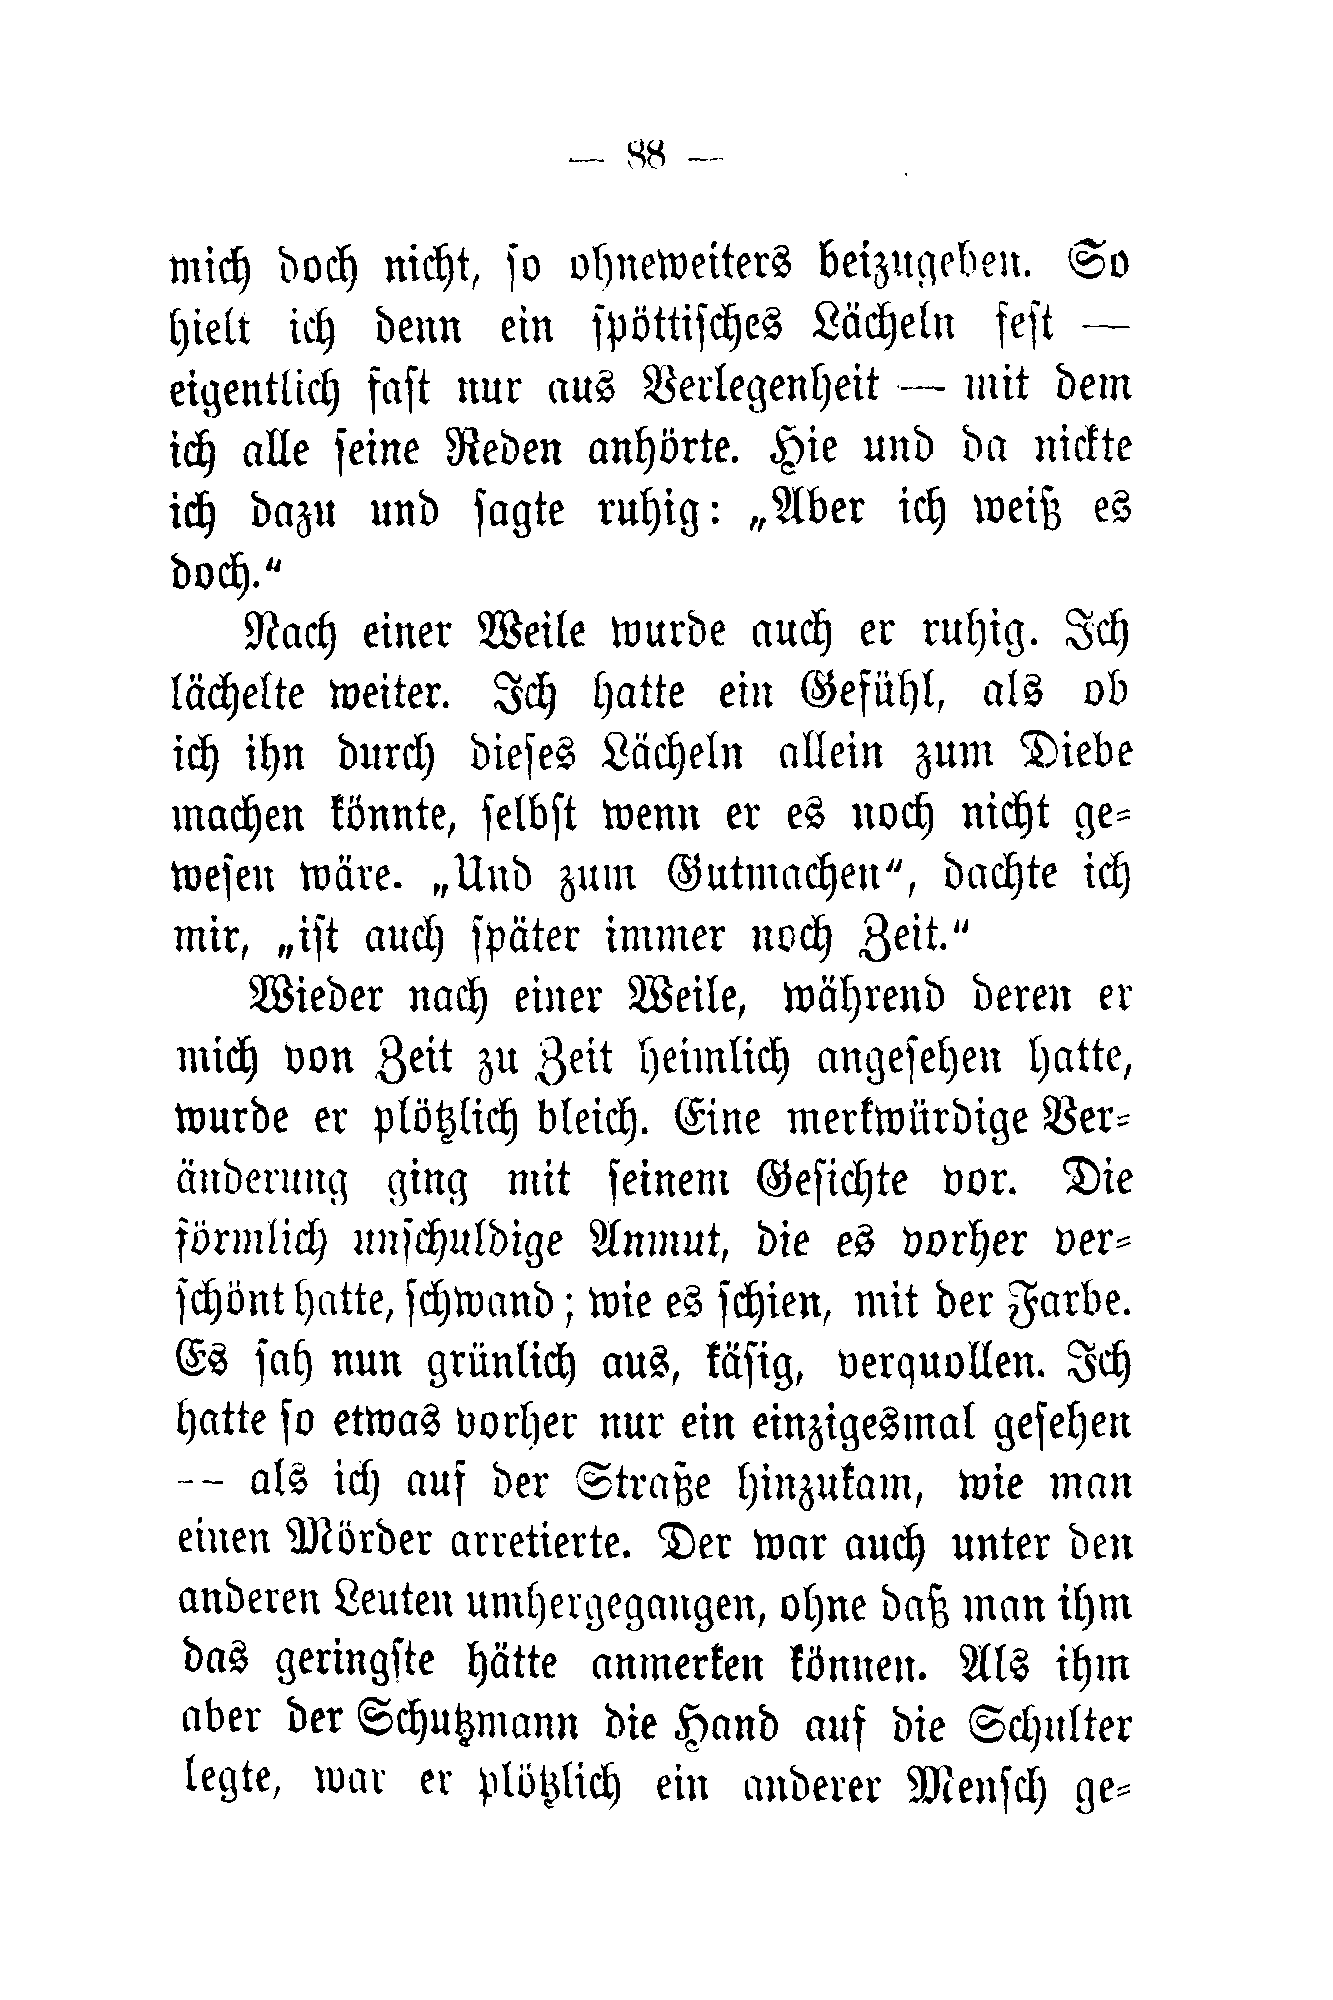 — 88 —
mich doch nicht, so ohneweiters beizugeben. So
hielt ich denn ein spöttisches Lächeln fest —
eigentlich fast nur aus Verlegenheit — mit dem
ich alle seine Reden anhörte. Hie und da nickte
ich dazu und sagte ruhig: „Aber ich weiß es
doch.“
Nach einer Weile wurde auch er ruhig. Ich
lächelte weiter. Ich hatte ein Gefühl, als ob
ich ihn durch dieses Lächeln allein zum Diebe
machen könnte, selbst wenn er es noch nicht ge-
wesen wäre. „Und zum Gutmachen“, dachte ich
mir, „ist auch später immer noch Zeit.“
Wieder nach einer Weile, während deren er
mich von Zeit zu Zeit heimlich angesehen hatte,
wurde er plötzlich bleich. Eine merkwürdige Ver-
änderung ging mit seinem Gesichte vor. Die
förmlich unschuldige Anmut, die es vorher ver-
schönt hatte, schwand; wie es schien, mit der Farbe.
Es sah nun grünlich aus, käsig, verquollen. Ich
hatte so etwas vorher nur ein einzigesmal gesehen
— als ich auf der Straße hinzukam, wie man
einen Mörder arretierte. Der war auch unter den
anderen Leuten umhergegangen, ohne daß man ihm
das geringste hätte anmerken können. Als ihm
aber der Schutzmann die Hand auf die Schulter
legte, war er plötzlich ein anderer Mensch ge-